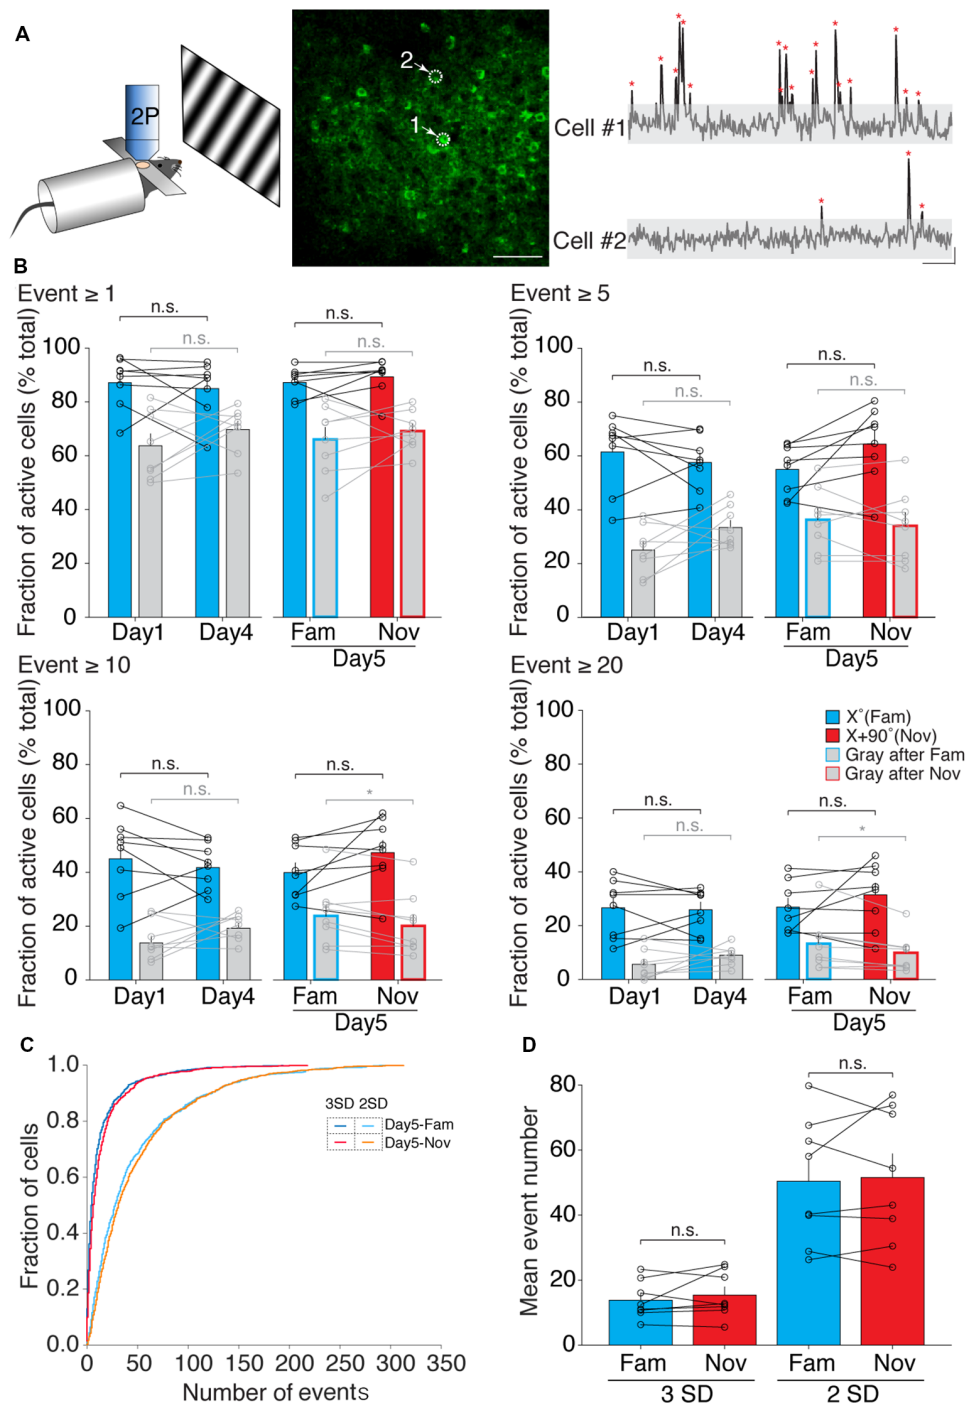 A
2P
2
1
Cell #1
Cell #2
B
Event ≥ 1
Fraction of active cells (% total)
100
80
60
40
20
0
n.s.
n.s.
n.s.
n.s.
Day1
Day4
Fam
Nov
Day5
Event ≥ 5
Fraction of active cells (% total)
100
80
60
40
20
0
n.s.
n.s.
n.s.
n.s.
Day1
Day4
Fam
Nov
Day5
Event ≥ 10
Fraction of active cells (% total)
100
80
60
40
20
0
n.s.
n.s.
n.s.
*
Day1
Day4
Fam
Nov
Day5
Event ≥ 20
Fraction of active cells (% total)
100
80
60
40
20
0
X°(Fam)
X+90°(Nov)
Gray after Fam
Gray after Nov
n.s.
n.s.
n.s.
*
Day1
Day4
Fam
Nov
Day5
C
Fraction of cells
1.0
0.8
0.6
0.4
0.2
0
3SD 2SD
Day5-Fam
Day5-Nov
0 50 100 150 200 250 300 350
Number of events
D
Mean event number
80
60
40
20
0
n.s.
n.s.
Fam Nov Fam Nov
3 SD 2 SD